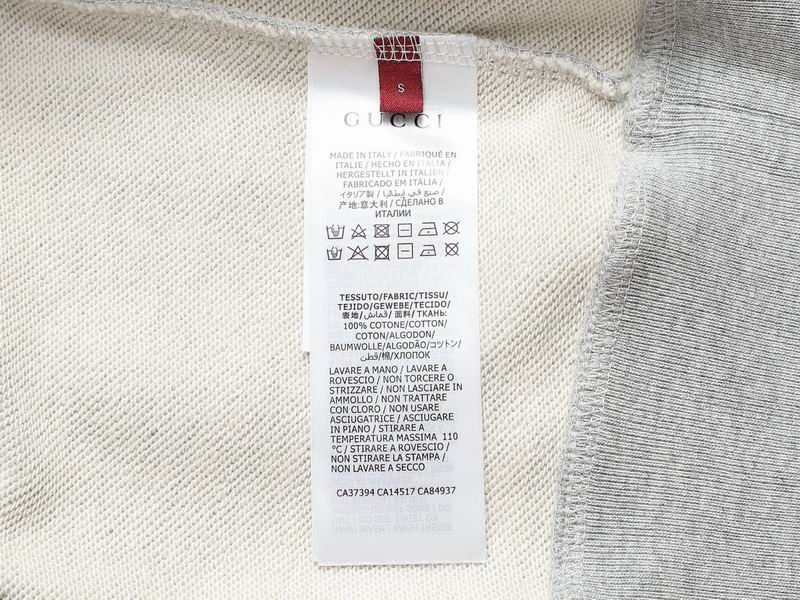 S
GUCCI
MADE IN ITALY / FABRIQUÉ EN
ITALIE / HECHO EN ITALIA /
HERGESTELLT IN ITALIEN /
FABRICADO EM ITÁLIA /
イタリア製 / صنع في إيطاليا /
产地:意大利 / СДЕЛАНО В
ИТАЛИИ
TESSUTO/FABRIC/TISSU/
TEJIDO/GEWEBE/TECIDO/
表地/قماش/ 面料/ ТКАНЬ:
100% COTONE/COTTON/
COTON/ALGODON/
BAUMWOLLE/ALGODÃO/コットン/
قطن/棉/ХЛОПОК
LAVARE A MANO / LAVARE A
ROVESCIO / NON TORCERE O
STRIZZARE / NON LASCIARE IN
AMMOLLO / NON TRATTARE
CON CLORO / NON USARE
ASCIUGATRICE / ASCIUGARE
IN PIANO / STIRARE A
TEMPERATURA MASSIMA 110
°C / STIRARE A ROVESCIO /
NON STIRARE LA STAMPA /
NON LAVARE A SECCO
CA37394 CA14517 CA84937